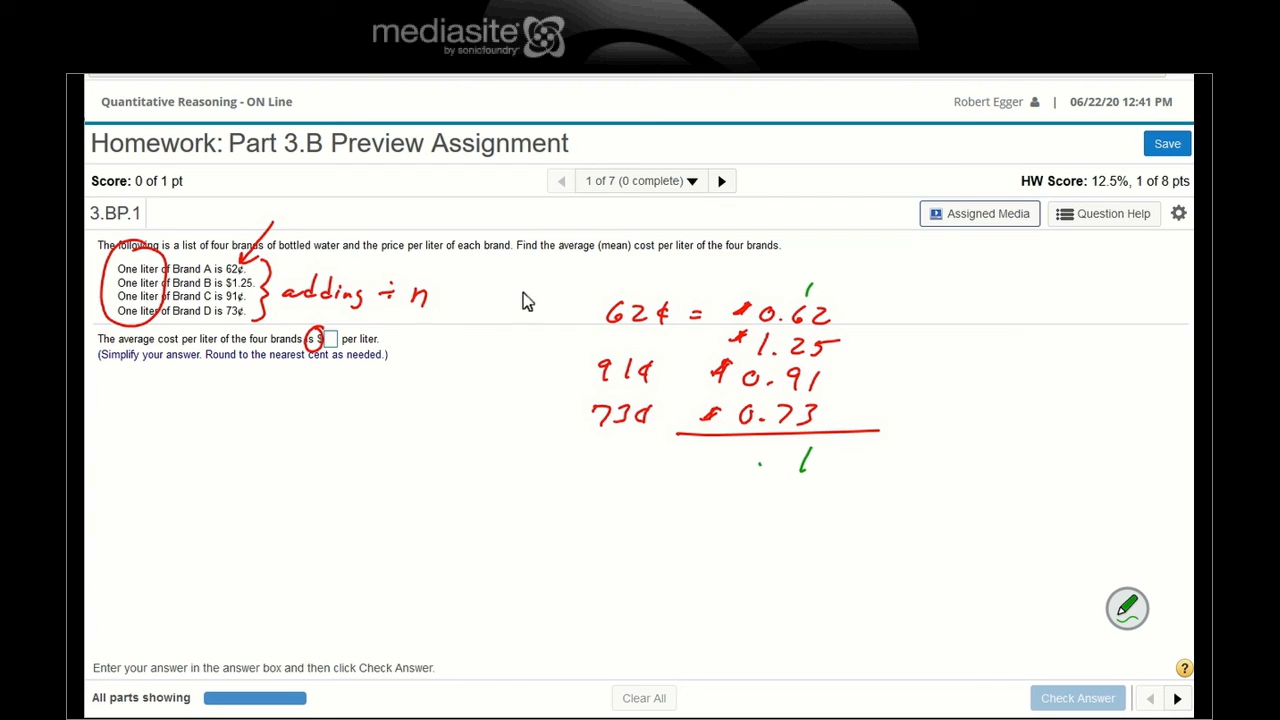 mediasite
by sonicfoundry
Quantitative Reasoning - ON Line
Robert Egger | 06/22/20 12:41 PM
Homework: Part 3.B Preview Assignment
Save
Score: 0 of 1 pt
1 of 7 (0 complete)
HW Score: 12.5%, 1 of 8 pts
3.BP.1
Assigned Media
Question Help
The following is a list of four brands of bottled water and the price per liter of each brand. Find the average (mean) cost per liter of the four brands.
One liter of Brand A is 62¢.
One liter of Brand B is $1.25.
One liter of Brand C is 91¢.
One liter of Brand D is 73¢.
adding ÷ n
1
62¢ = $0.62
$1.25
91¢ $0.91
73¢ $0.73
. 1
The average cost per liter of the four brands is $ per liter.
(Simplify your answer. Round to the nearest cent as needed.)
Enter your answer in the answer box and then click Check Answer.
?
All parts showing
Clear All
Check Answer